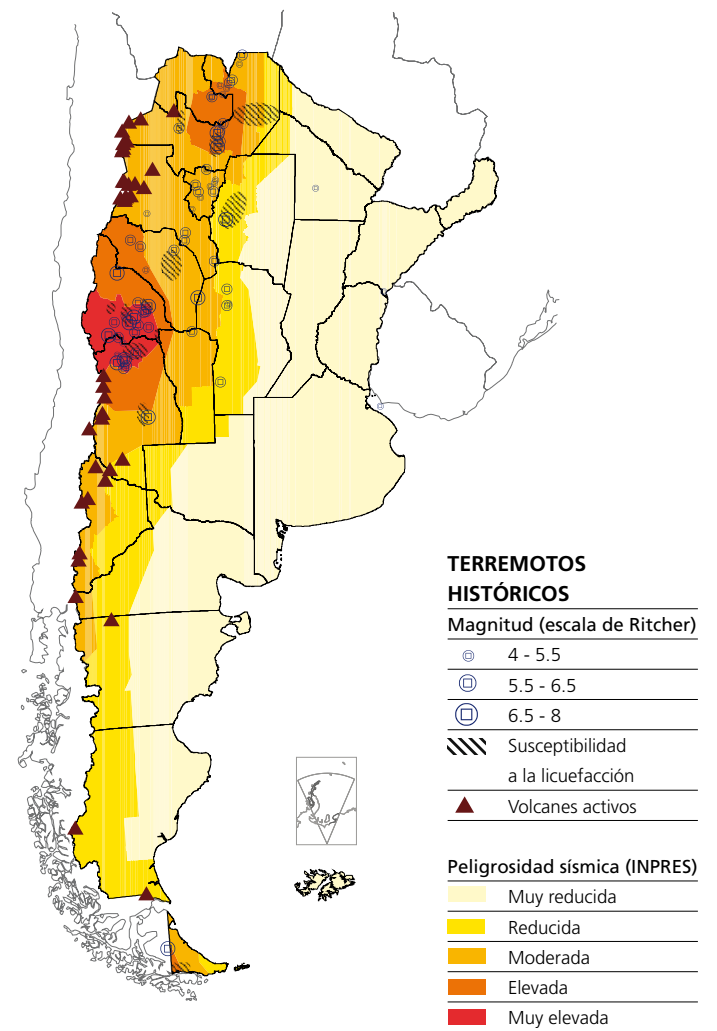 TERREMOTOS
HISTÓRICOS
Magnitud (escala de Ritcher)
4 - 5.5
5.5 - 6.5
6.5 - 8
Susceptibilidad
a la licuefacción
Volcanes activos
Peligrosidad sísmica (INPRES)
Muy reducida
Reducida
Moderada
Elevada
Muy elevada